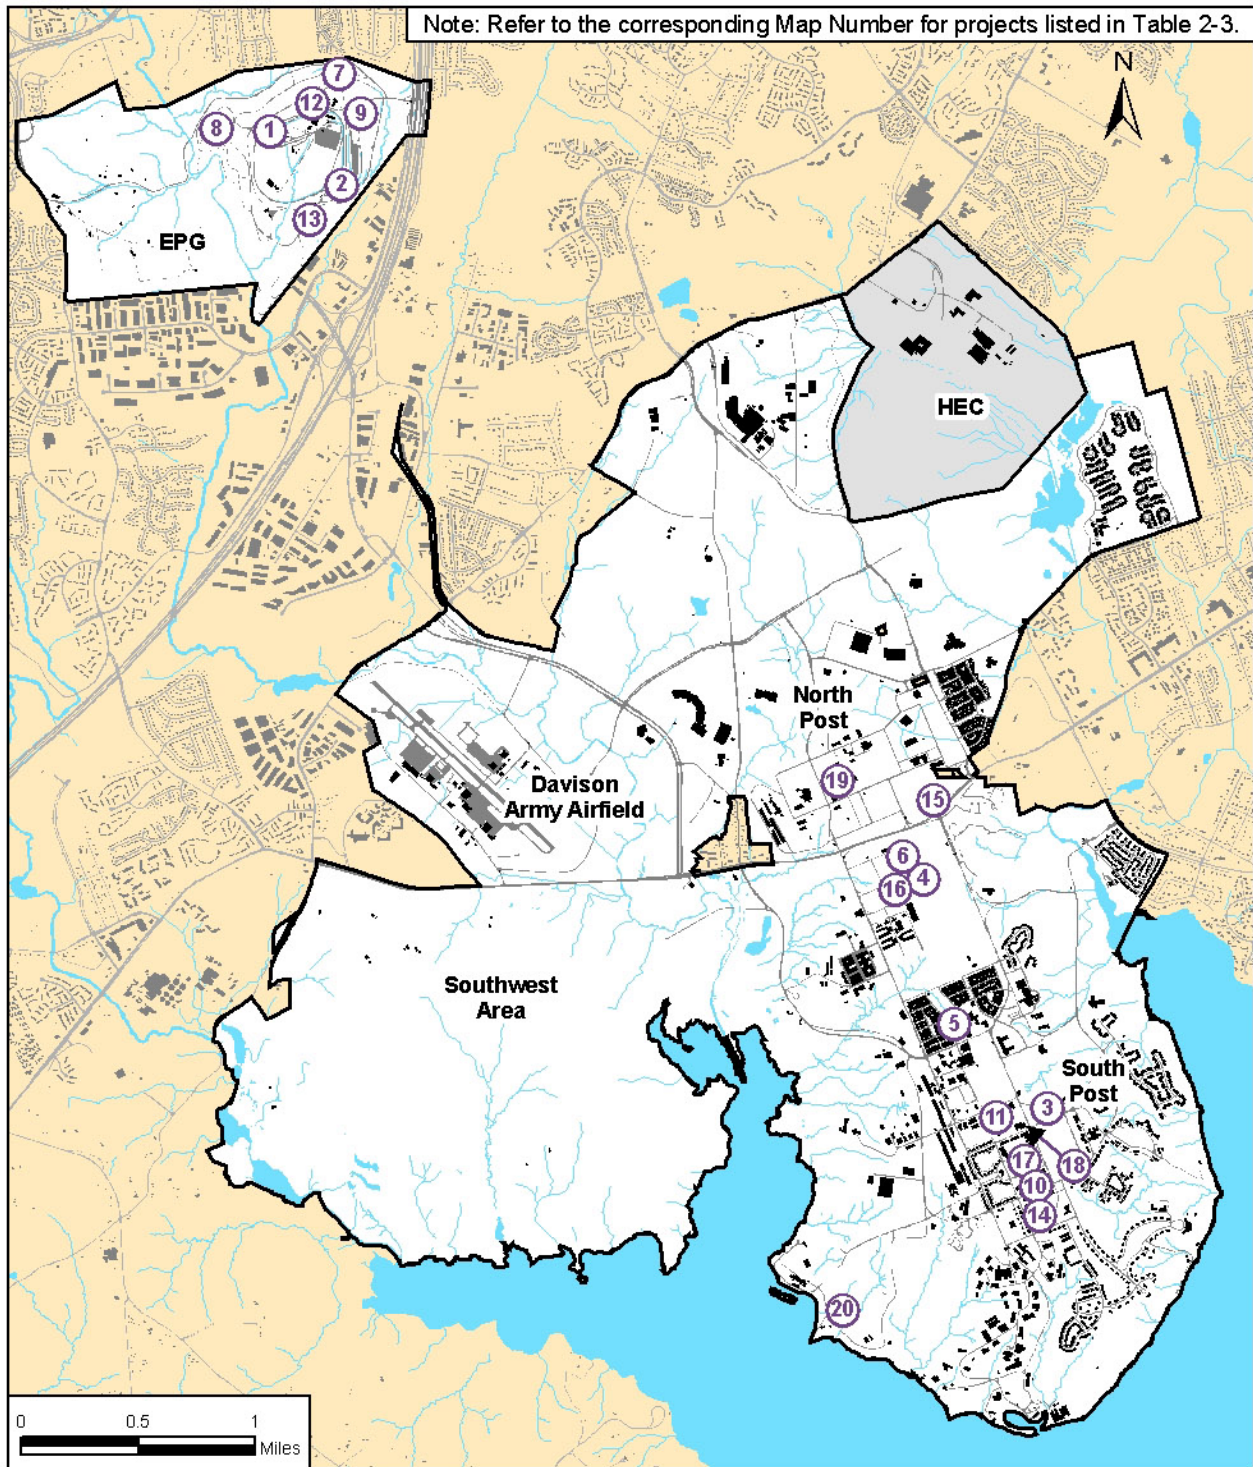 Note: Refer to the corresponding Map Number for projects listed in Table 2-3.
N
7
12
9
8
1
2
13
EPG
HEC
North
Post
19
15
Davison
Army Airfield
6
4
16
Southwest
Area
5
South
Post
3
11
17
18
10
14
20
0 0.5 1
Miles